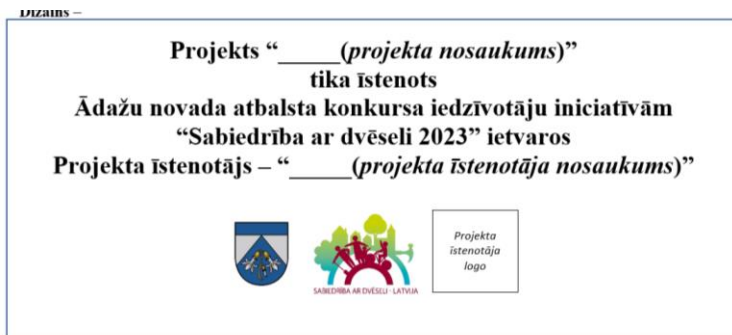 Dizains –
Projekts “_____(projekta nosaukums)”
tika īstenots
Ādažu novada atbalsta konkursa iedzīvotāju iniciatīvām
“Sabiedrība ar dvēseli 2023” ietvaros
Projekta īstenotājs – “_____(projekta īstenotāja nosaukums)”
Projekta
īstenotāja
logo
SABIEDRĪBA AR DVĒSELI - LATVIJA